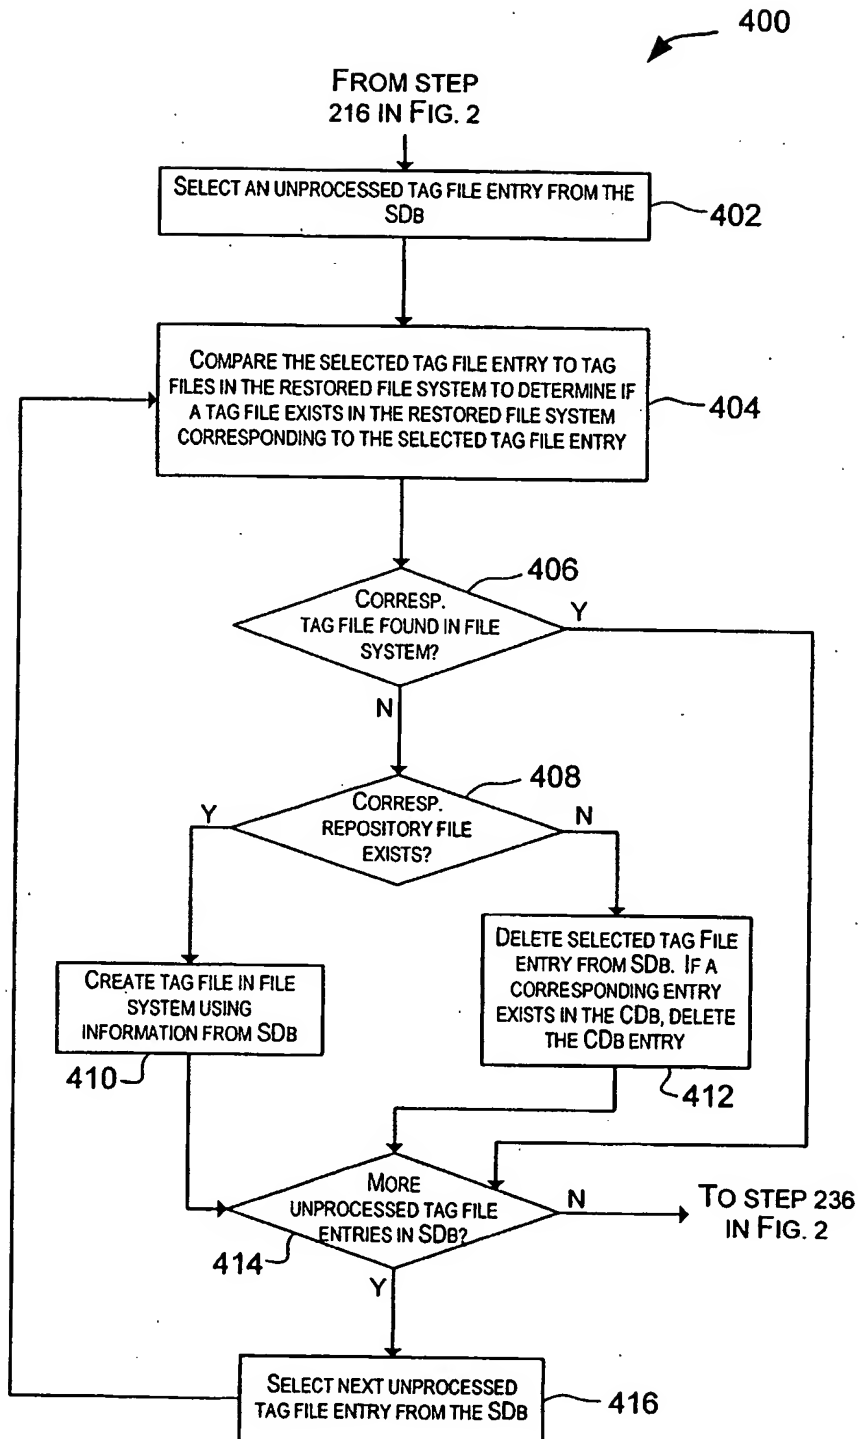 400
FROM STEP
216 IN FIG. 2
SELECT AN UNPROCESSED TAG FILE ENTRY FROM THE
SDB
402
COMPARE THE SELECTED TAG FILE ENTRY TO TAG
FILES IN THE RESTORED FILE SYSTEM TO DETERMINE IF
A TAG FILE EXISTS IN THE RESTORED FILE SYSTEM
CORRESPONDING TO THE SELECTED TAG FILE ENTRY
404
406
CORRESP.
TAG FILE FOUND IN FILE
SYSTEM?
Y
N
408
Y
CORRESP.
REPOSITORY FILE
EXISTS?
N
CREATE TAG FILE IN FILE
SYSTEM USING
INFORMATION FROM SDB
410
DELETE SELECTED TAG FILE
ENTRY FROM SDB. IF A
CORRESPONDING ENTRY
EXISTS IN THE CDB, DELETE
THE CDB ENTRY
412
MORE
UNPROCESSED TAG FILE
ENTRIES IN SDB?
414
N
TO STEP 236
IN FIG. 2
Y
SELECT NEXT UNPROCESSED
TAG FILE ENTRY FROM THE SDB
416